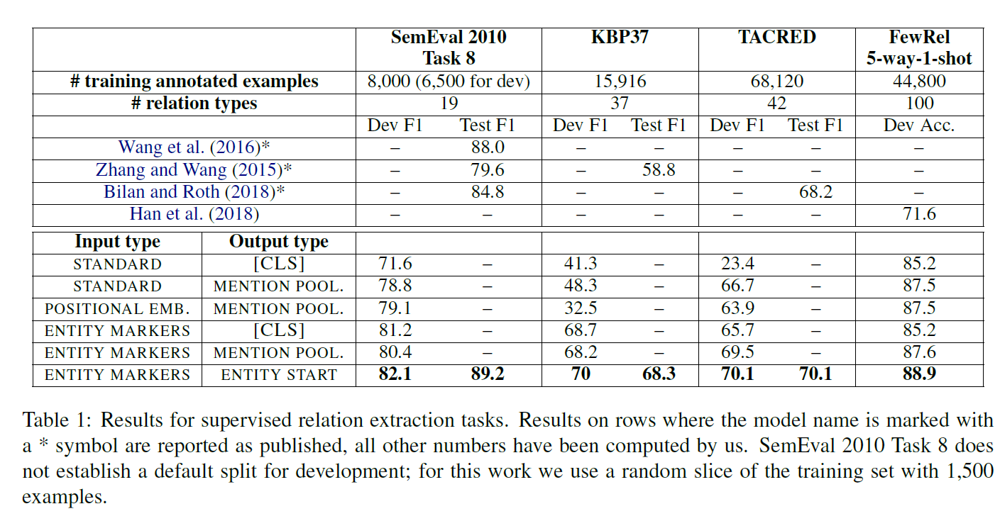 SemEval 2010 KBP37 TACRED FewRel
Task 8 5-way-1-shot
# training annotated examples 8,000 (6,500 for dev) 15,916 68,120 44,800
# relation types 19 37 42 100
Dev F1 Test F1 Dev F1 Test F1 Dev F1 Test F1 Dev Acc.
Wang et al. (2016)* – 88.0 – – – – –
Zhang and Wang (2015)* – 79.6 – 58.8 – – –
Bilan and Roth (2018)* – 84.8 – – – 68.2 –
Han et al. (2018) – – – – – – 71.6
Input type Output type
STANDARD [CLS] 71.6 – 41.3 – 23.4 – 85.2
STANDARD MENTION POOL. 78.8 – 48.3 – 66.7 – 87.5
POSITIONAL EMB. MENTION POOL. 79.1 – 32.5 – 63.9 – 87.5
ENTITY MARKERS [CLS] 81.2 – 68.7 – 65.7 – 85.2
ENTITY MARKERS MENTION POOL. 80.4 – 68.2 – 69.5 – 87.6
ENTITY MARKERS ENTITY START 82.1 89.2 70 68.3 70.1 70.1 88.9
Table 1: Results for supervised relation extraction tasks. Results on rows where the model name is marked with
a * symbol are reported as published, all other numbers have been computed by us. SemEval 2010 Task 8 does
not establish a default split for development; for this work we use a random slice of the training set with 1,500
examples.